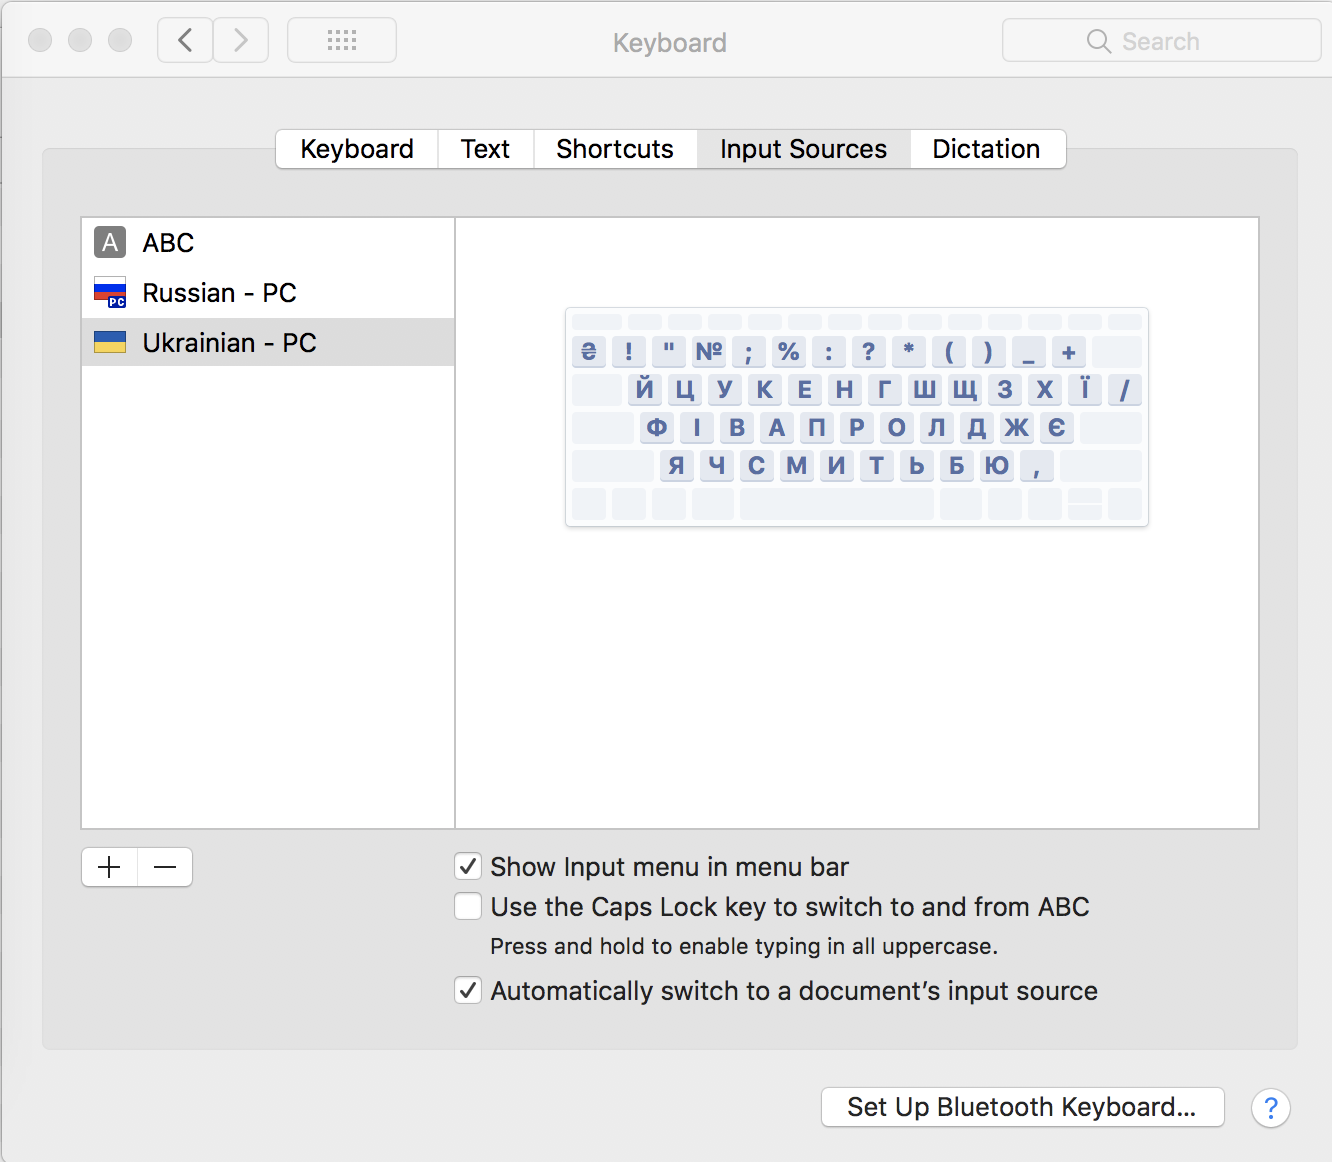 Keyboard
Search
Keyboard Text Shortcuts Input Sources Dictation
A ABC
PC Russian - PC
Ukrainian - PC
₴ ! " № ; % : ? * ( ) _ +
Й Ц У К Е Н Г Ш Щ З Х Ї /
Ф І В А П Р О Л Д Ж Є
Я Ч С М И Т Ь Б Ю ,
Show Input menu in menu bar
Use the Caps Lock key to switch to and from ABC
Press and hold to enable typing in all uppercase.
Automatically switch to a document’s input source
Set Up Bluetooth Keyboard... ?